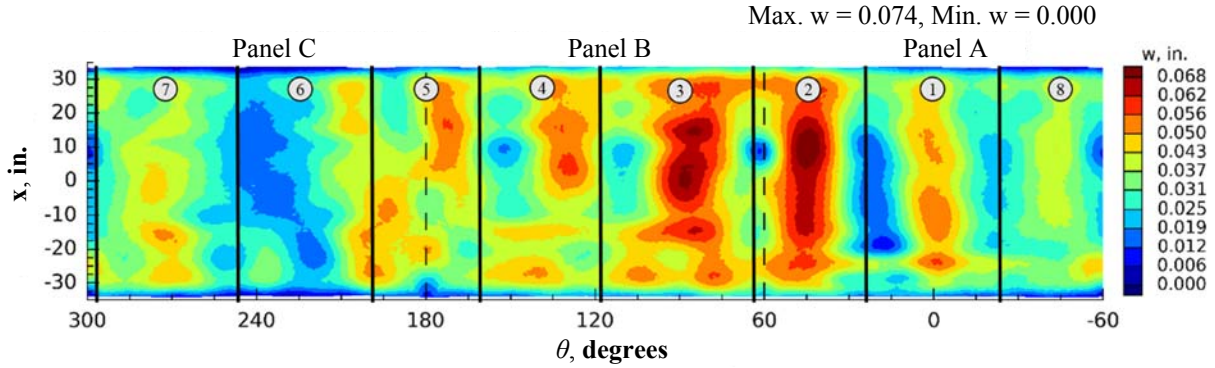 Max. w = 0.074, Min. w = 0.000
Panel C Panel B Panel A
w, in.
x, in.
30
20
10
0
-10
-20
-30
7 6 5 4 3 2 1 8
0.068
0.062
0.056
0.050
0.043
0.037
0.031
0.025
0.019
0.012
0.006
0.000
300 240 180 120 60 0 -60
θ, degrees